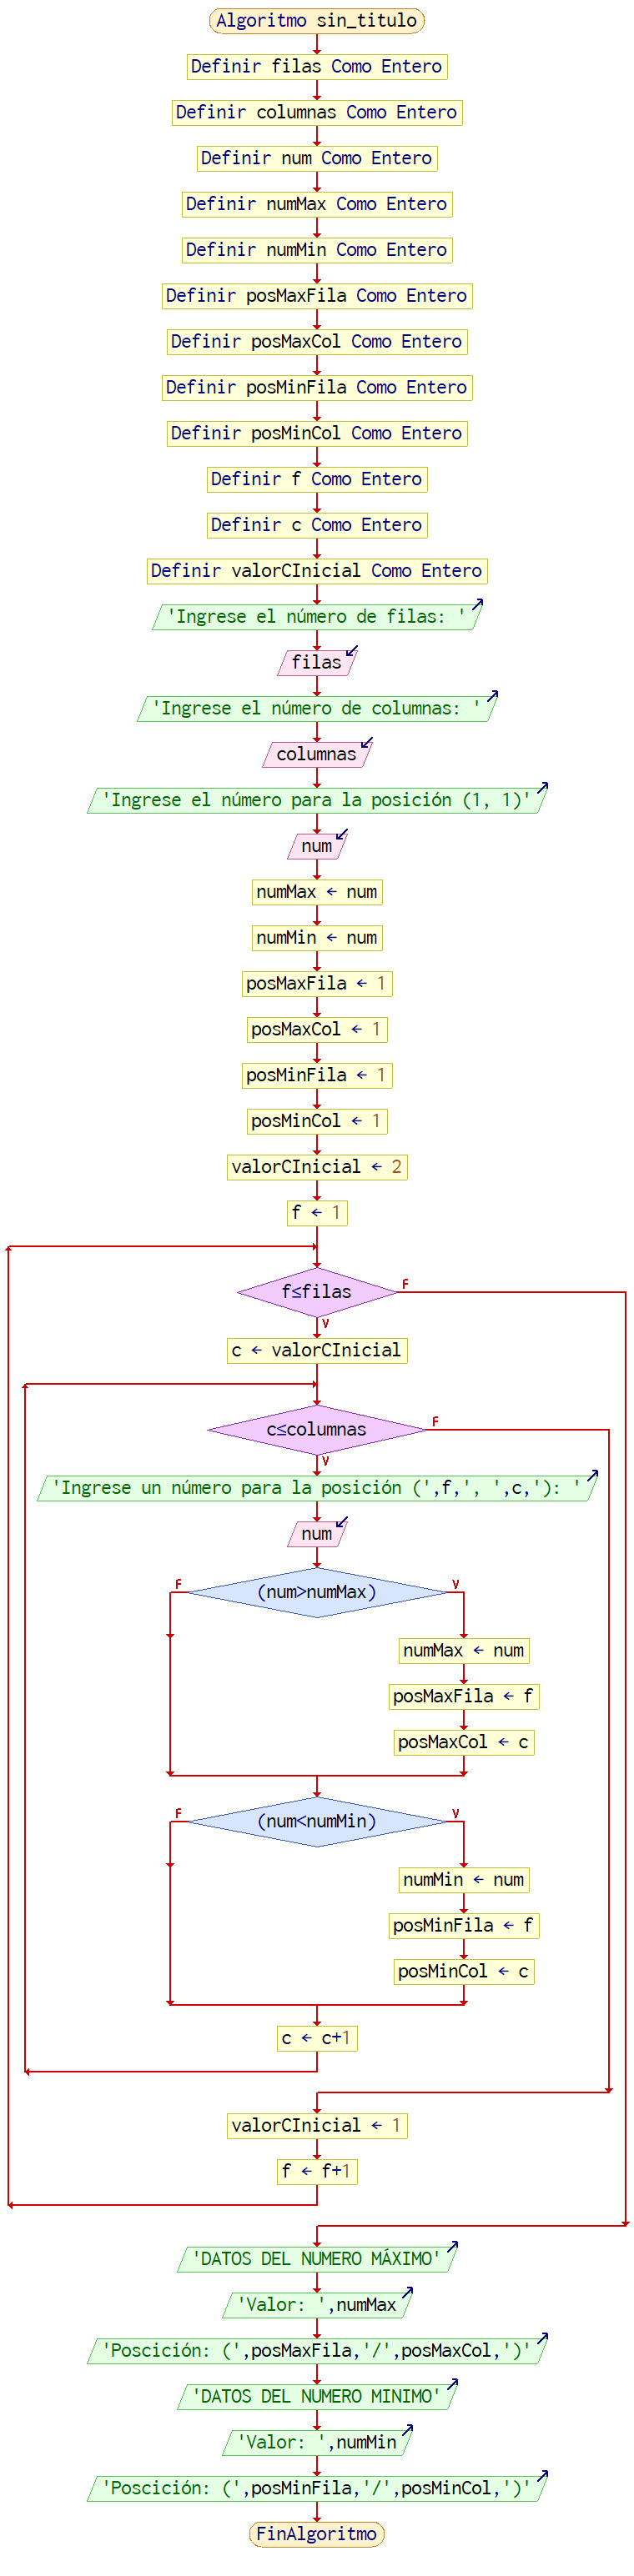 Algoritmo sin_titulo
Definir filas Como Entero
Definir columnas Como Entero
Definir num Como Entero
Definir numMax Como Entero
Definir numMin Como Entero
Definir posMaxFila Como Entero
Definir posMaxCol Como Entero
Definir posMinFila Como Entero
Definir posMinCol Como Entero
Definir f Como Entero
Definir c Como Entero
Definir valorCInicial Como Entero
'Ingrese el número de filas: '
filas
'Ingrese el número de columnas: '
columnas
'Ingrese el número para la posición (1, 1)'
num
numMax ← num
numMin ← num
posMaxFila ← 1
posMaxCol ← 1
posMinFila ← 1
posMinCol ← 1
valorCInicial ← 2
f ← 1
f≤filas F
V
c ← valorCInicial
c≤columnas F
V
'Ingrese un número para la posición (',f,', ',c,'): '
num
F (num>numMax) V
numMax ← num
posMaxFila ← f
posMaxCol ← c
F (num<numMin) V
numMin ← num
posMinFila ← f
posMinCol ← c
c ← c+1
valorCInicial ← 1
f ← f+1
'DATOS DEL NUMERO MÁXIMO'
'Valor: ',numMax
'Poscición: (',posMaxFila,'/',posMaxCol,')'
'DATOS DEL NUMERO MINIMO'
'Valor: ',numMin
'Poscición: (',posMinFila,'/',posMinCol,')'
FinAlgoritmo